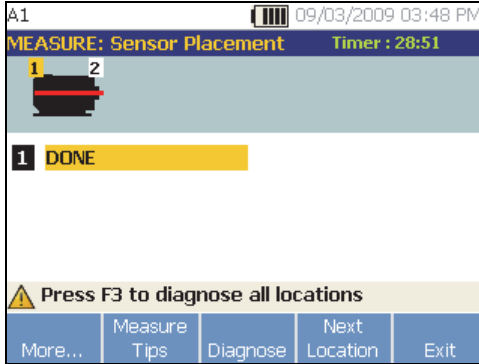 A1 09/03/2009 03:48 PM
MEASURE: Sensor Placement Timer : 28:51
1 2
1 DONE
Press F3 to diagnose all locations
More... Measure Tips Diagnose Next Location Exit